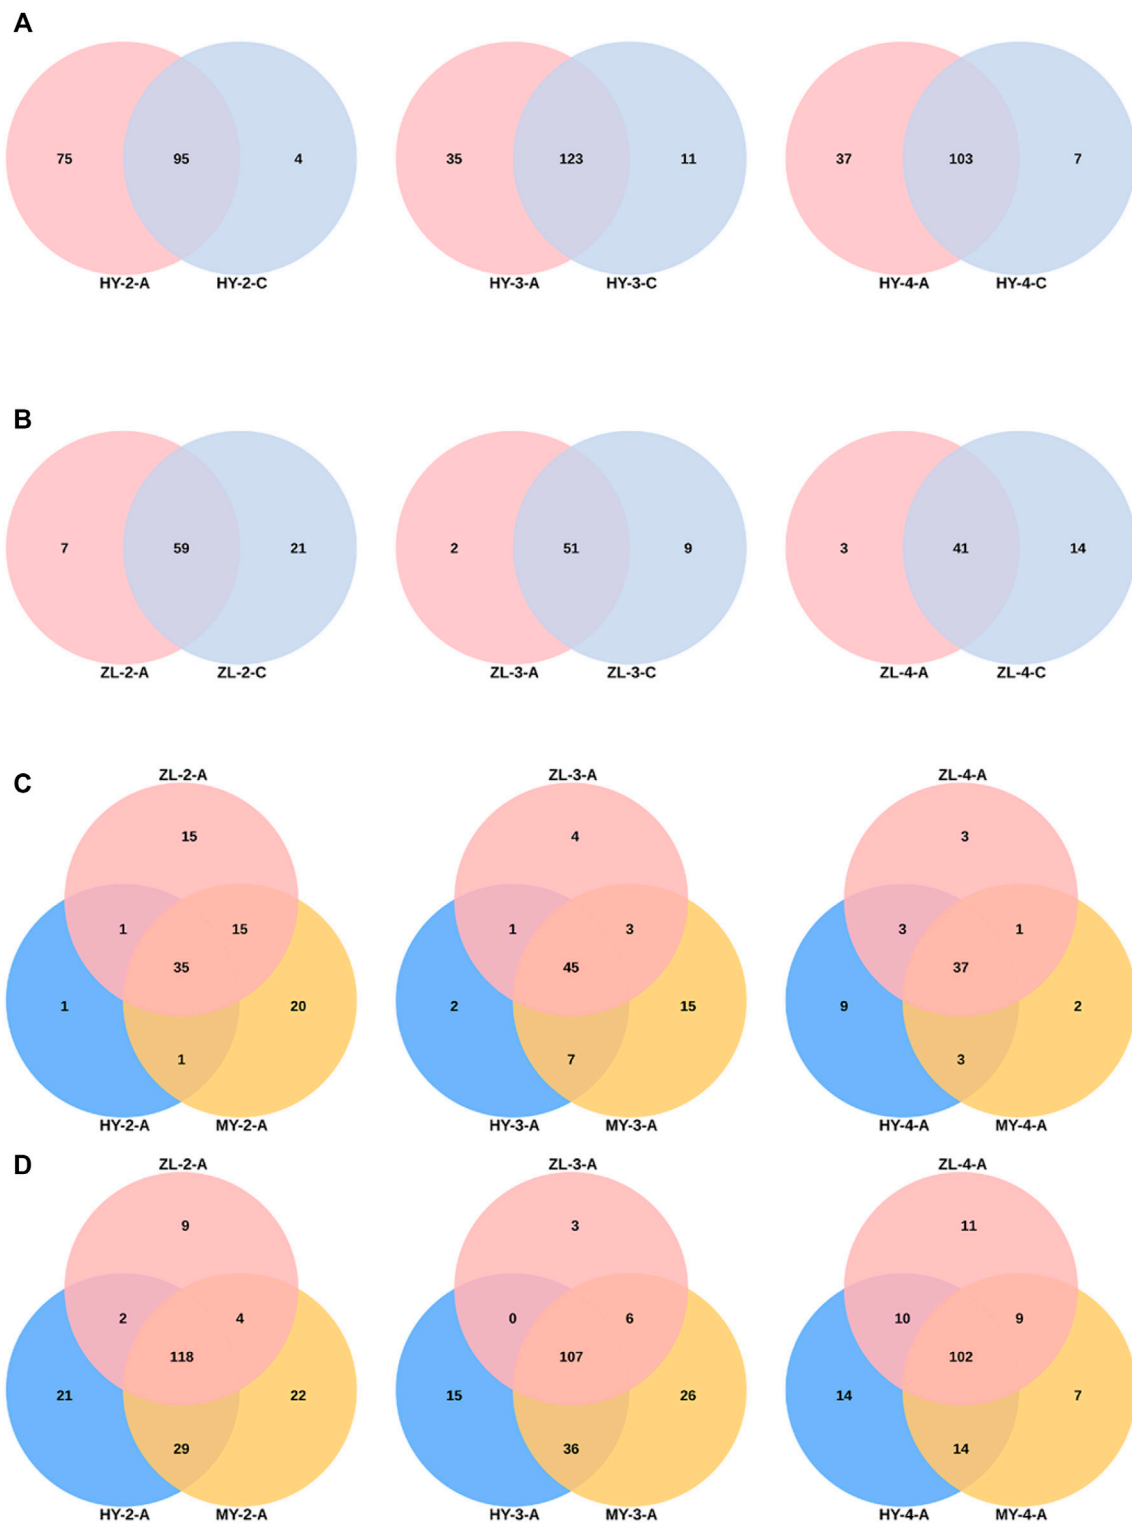 A
75 95 4
HY-2-A HY-2-C
35 123 11
HY-3-A HY-3-C
37 103 7
HY-4-A HY-4-C
B
7 59 21
ZL-2-A ZL-2-C
2 51 9
ZL-3-A ZL-3-C
3 41 14
ZL-4-A ZL-4-C
C
ZL-2-A
15
1 15
35
1 20
1
HY-2-A MY-2-A
ZL-3-A
4
1 3
45
2 15
7
HY-3-A MY-3-A
ZL-4-A
3
3 1
37
9 2
3
HY-4-A MY-4-A
D
ZL-2-A
9
2 4
118
21 22
29
HY-2-A MY-2-A
ZL-3-A
3
0 6
107
15 26
36
HY-3-A MY-3-A
ZL-4-A
11
10 9
102
14 7
14
HY-4-A MY-4-A